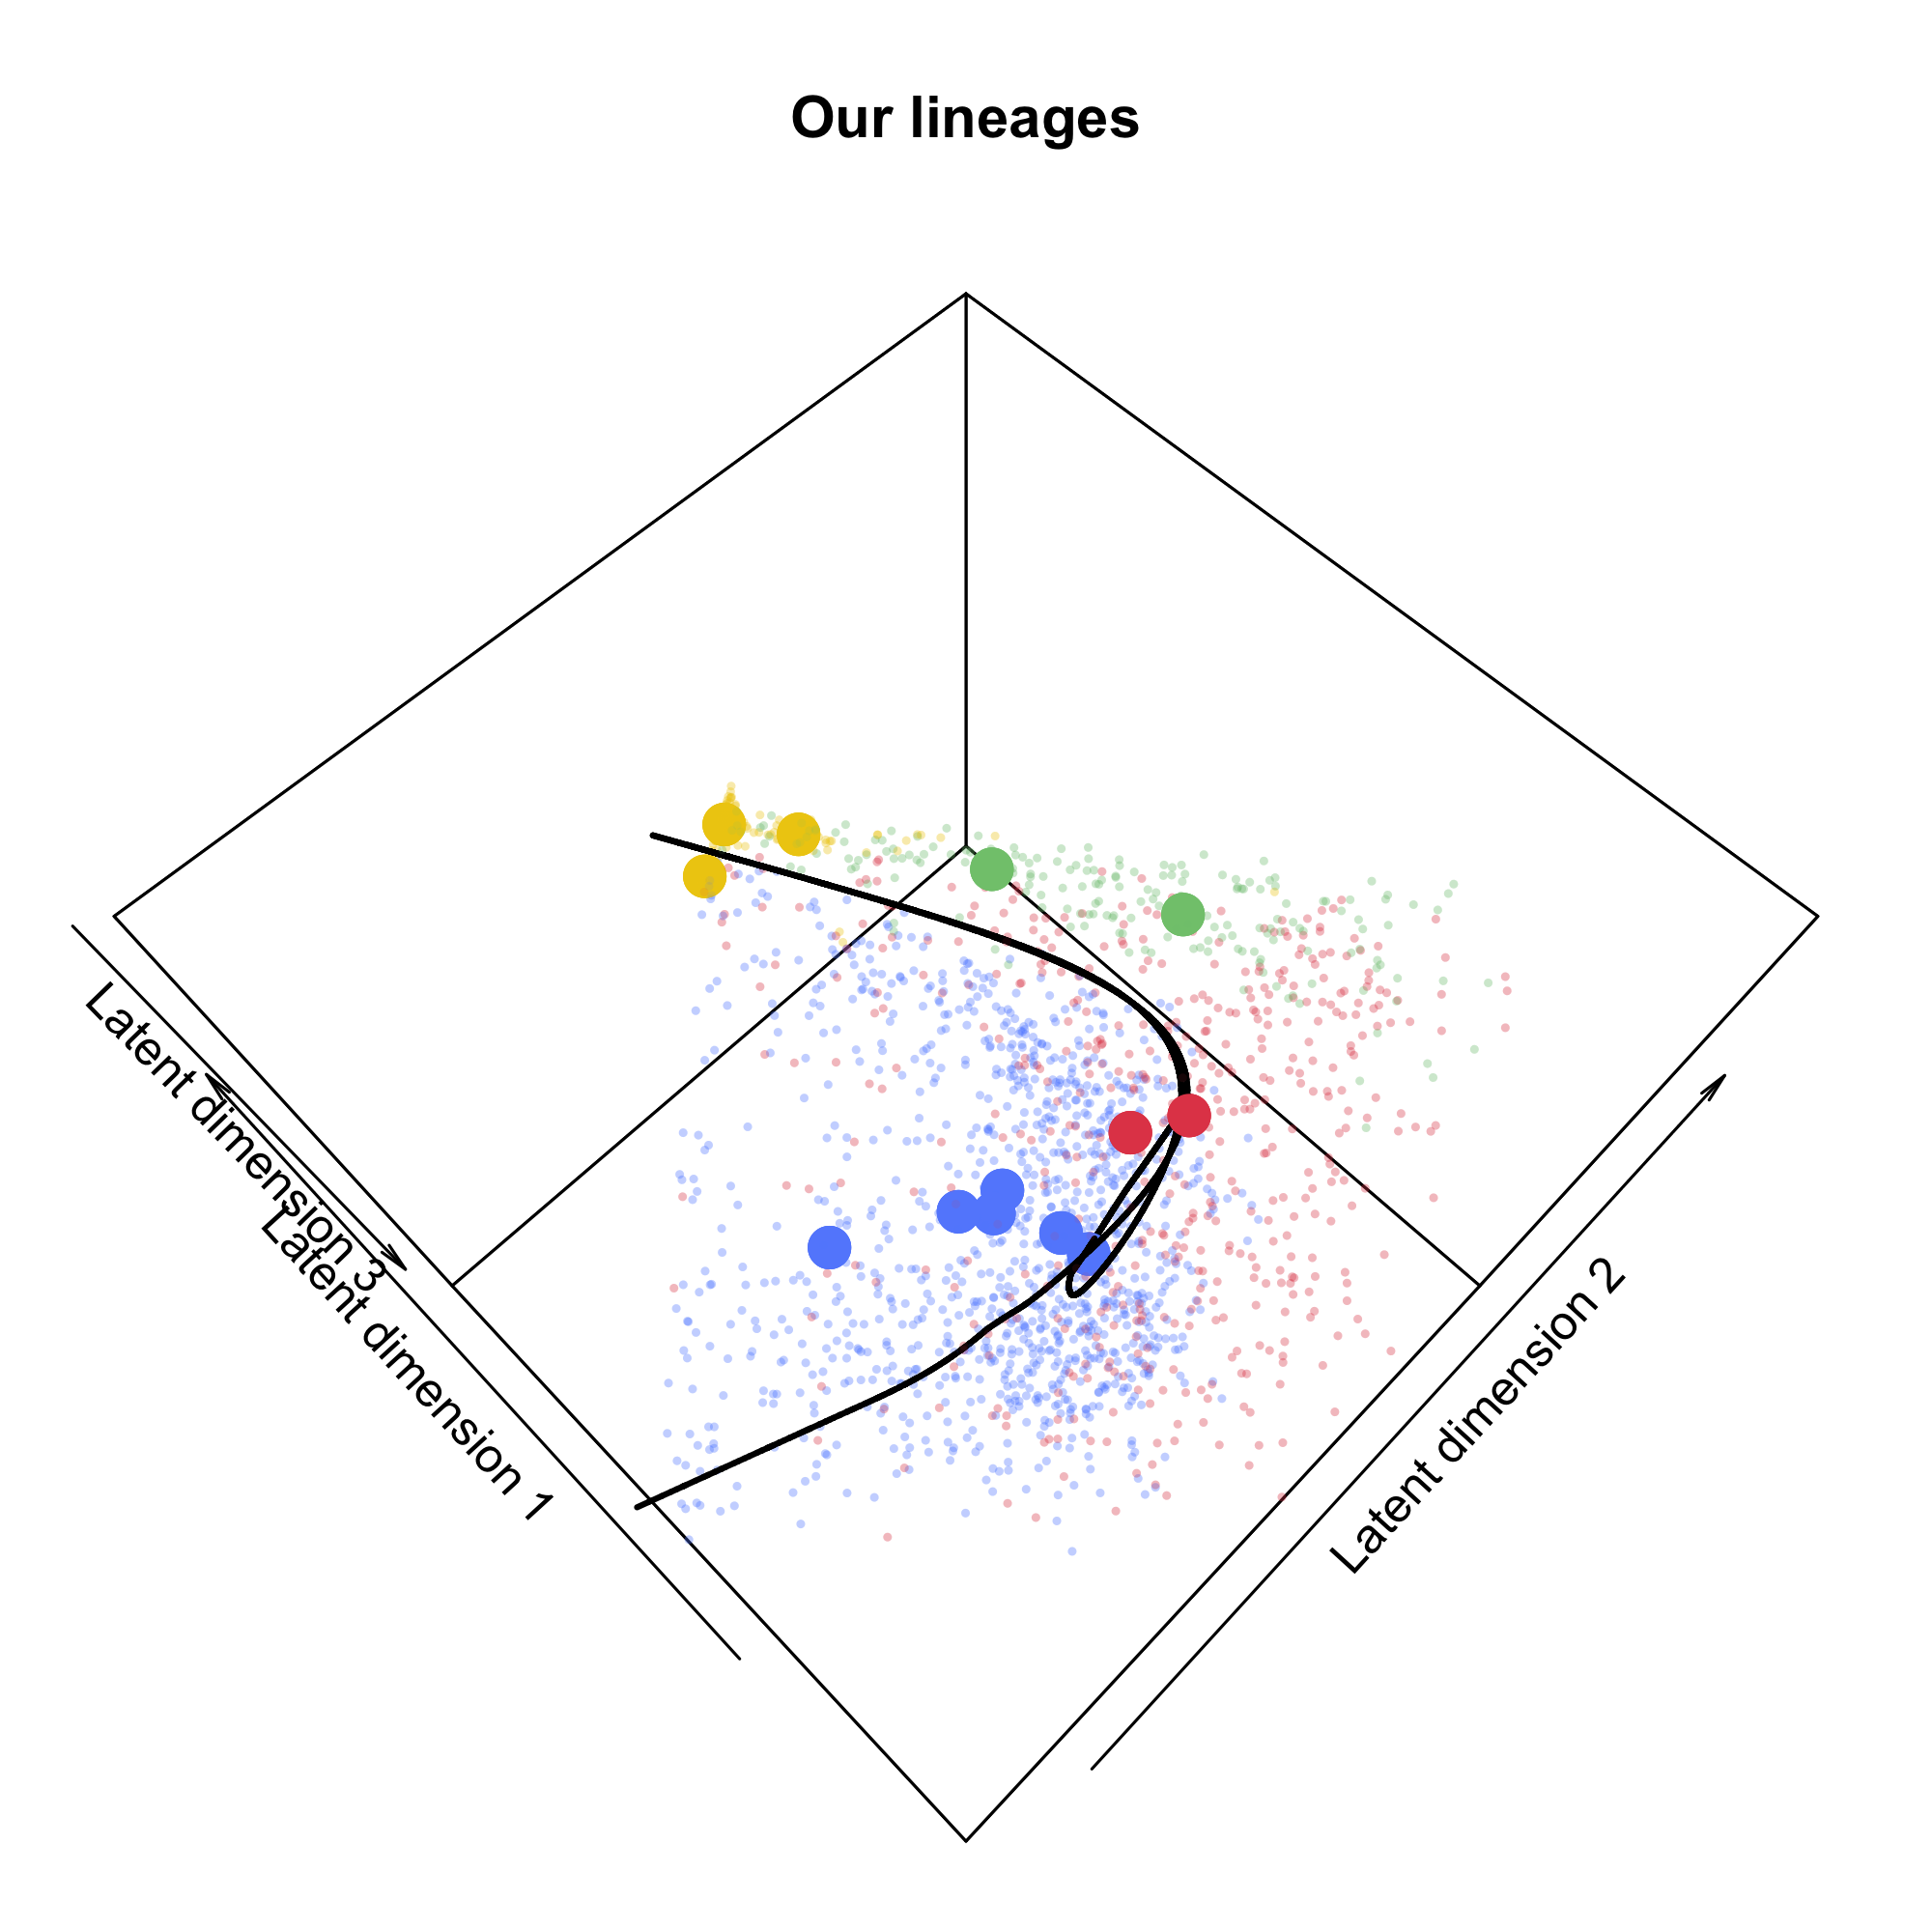 Our lineages
Latent dimension 3
Latent dimension 1
Latent dimension 2